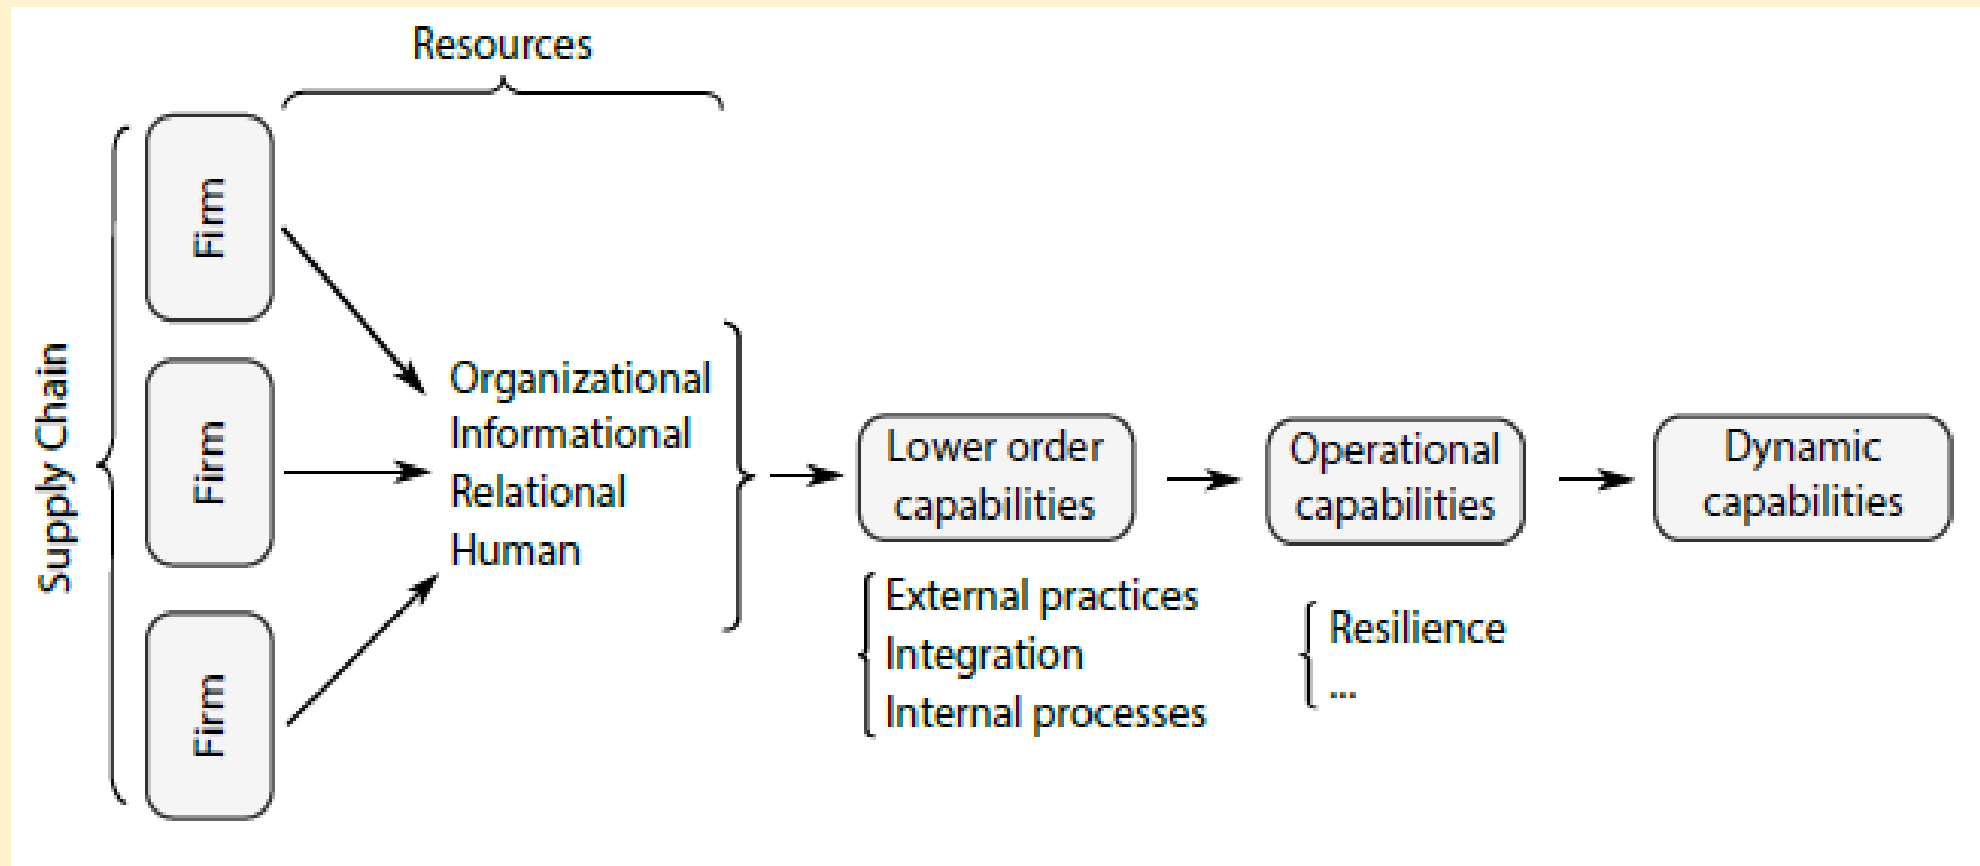 Resources
Supply Chain
Firm
Firm
Firm
Organizational
Informational
Relational
Human
Lower order
capabilities
External practices
Integration
Internal processes
Operational
capabilities
Resilience
...
Dynamic
capabilities